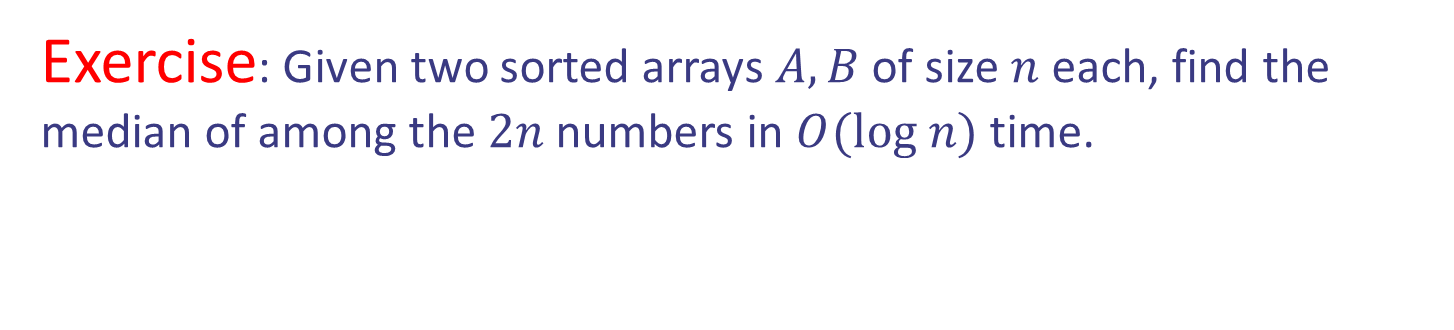 Exercise: Given two sorted arrays A, B of size n each, find the
median of among the 2n numbers in O(log n) time.